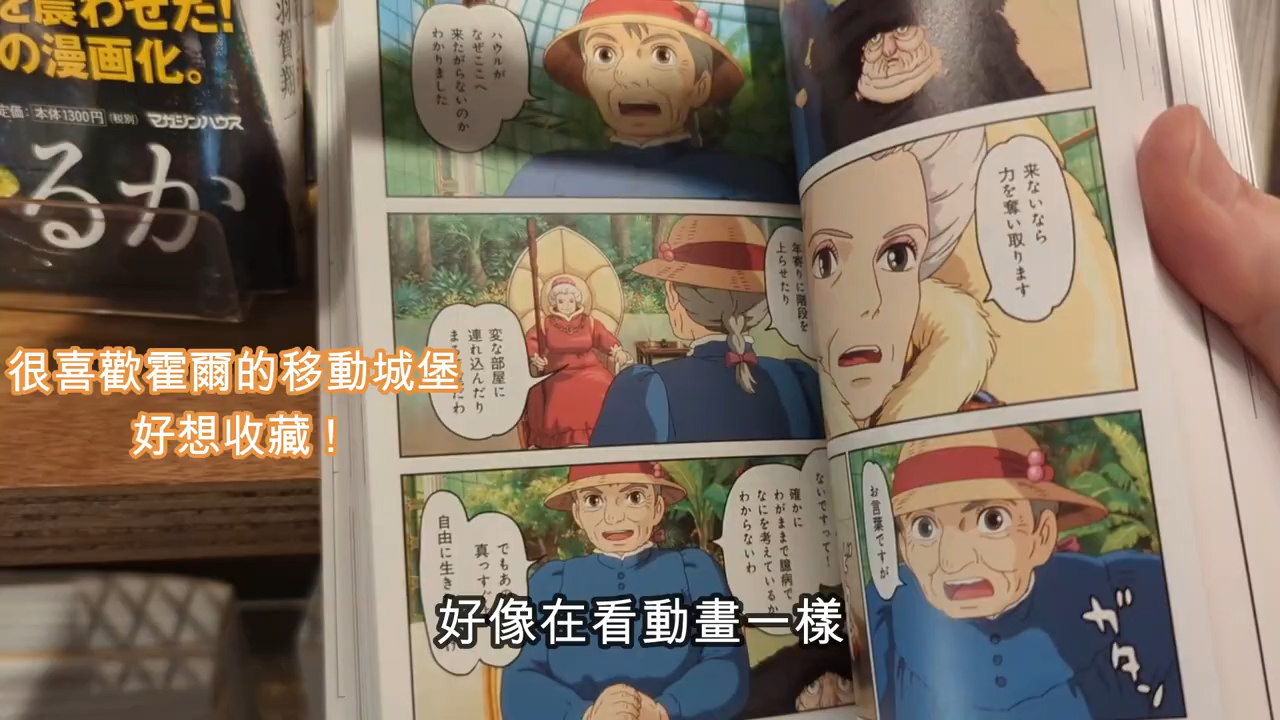 を震わせた!
の漫画化。
定価:本体1300円(税別)
マガジンハウス
るか
羽賀翔
ハウルが
なぜここへ
来たがらないのか
わかりました
来ないなら
力を奪い取ります
年寄りに階段を
上らせたり
変な部屋に
連れ込んだり
お言葉ですが
ガタン
ないですって!
確かに
わがままで臆病で
なにを考えているか
わからないわ
でもあの
真っす
自由に生き
很喜歡霍爾的移動城堡
好想收藏!
好像在看動畫一樣